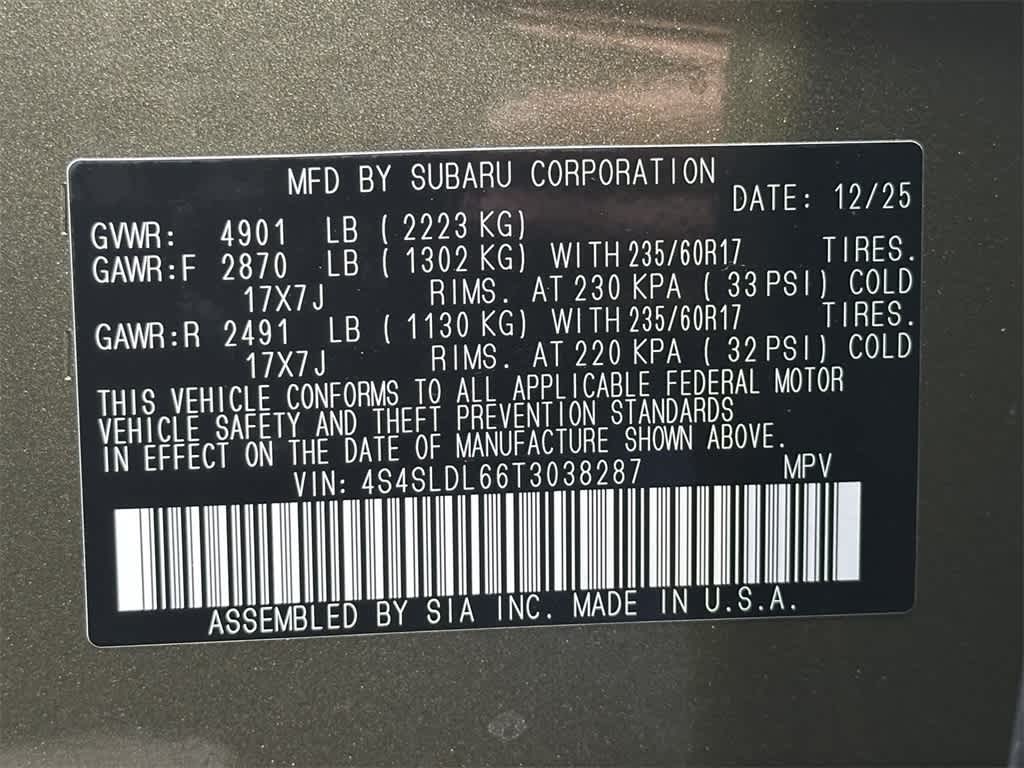 MFD BY SUBARU CORPORATION
DATE: 12/25
GVWR: 4901 LB ( 2223 KG)
GAWR:F 2870 LB ( 1302 KG) WITH 235/60R17 TIRES.
17X7J RIMS. AT 230 KPA ( 33 PSI) COLD
GAWR:R 2491 LB ( 1130 KG) WITH 235/60R17 TIRES.
17X7J RIMS. AT 220 KPA ( 32 PSI) COLD
THIS VEHICLE CONFORMS TO ALL APPLICABLE FEDERAL MOTOR
VEHICLE SAFETY AND THEFT PREVENTION STANDARDS
IN EFFECT ON THE DATE OF MANUFACTURE SHOWN ABOVE.
VIN: 4S4SLDL66T3038287 MPV
ASSEMBLED BY SIA INC. MADE IN U.S.A.